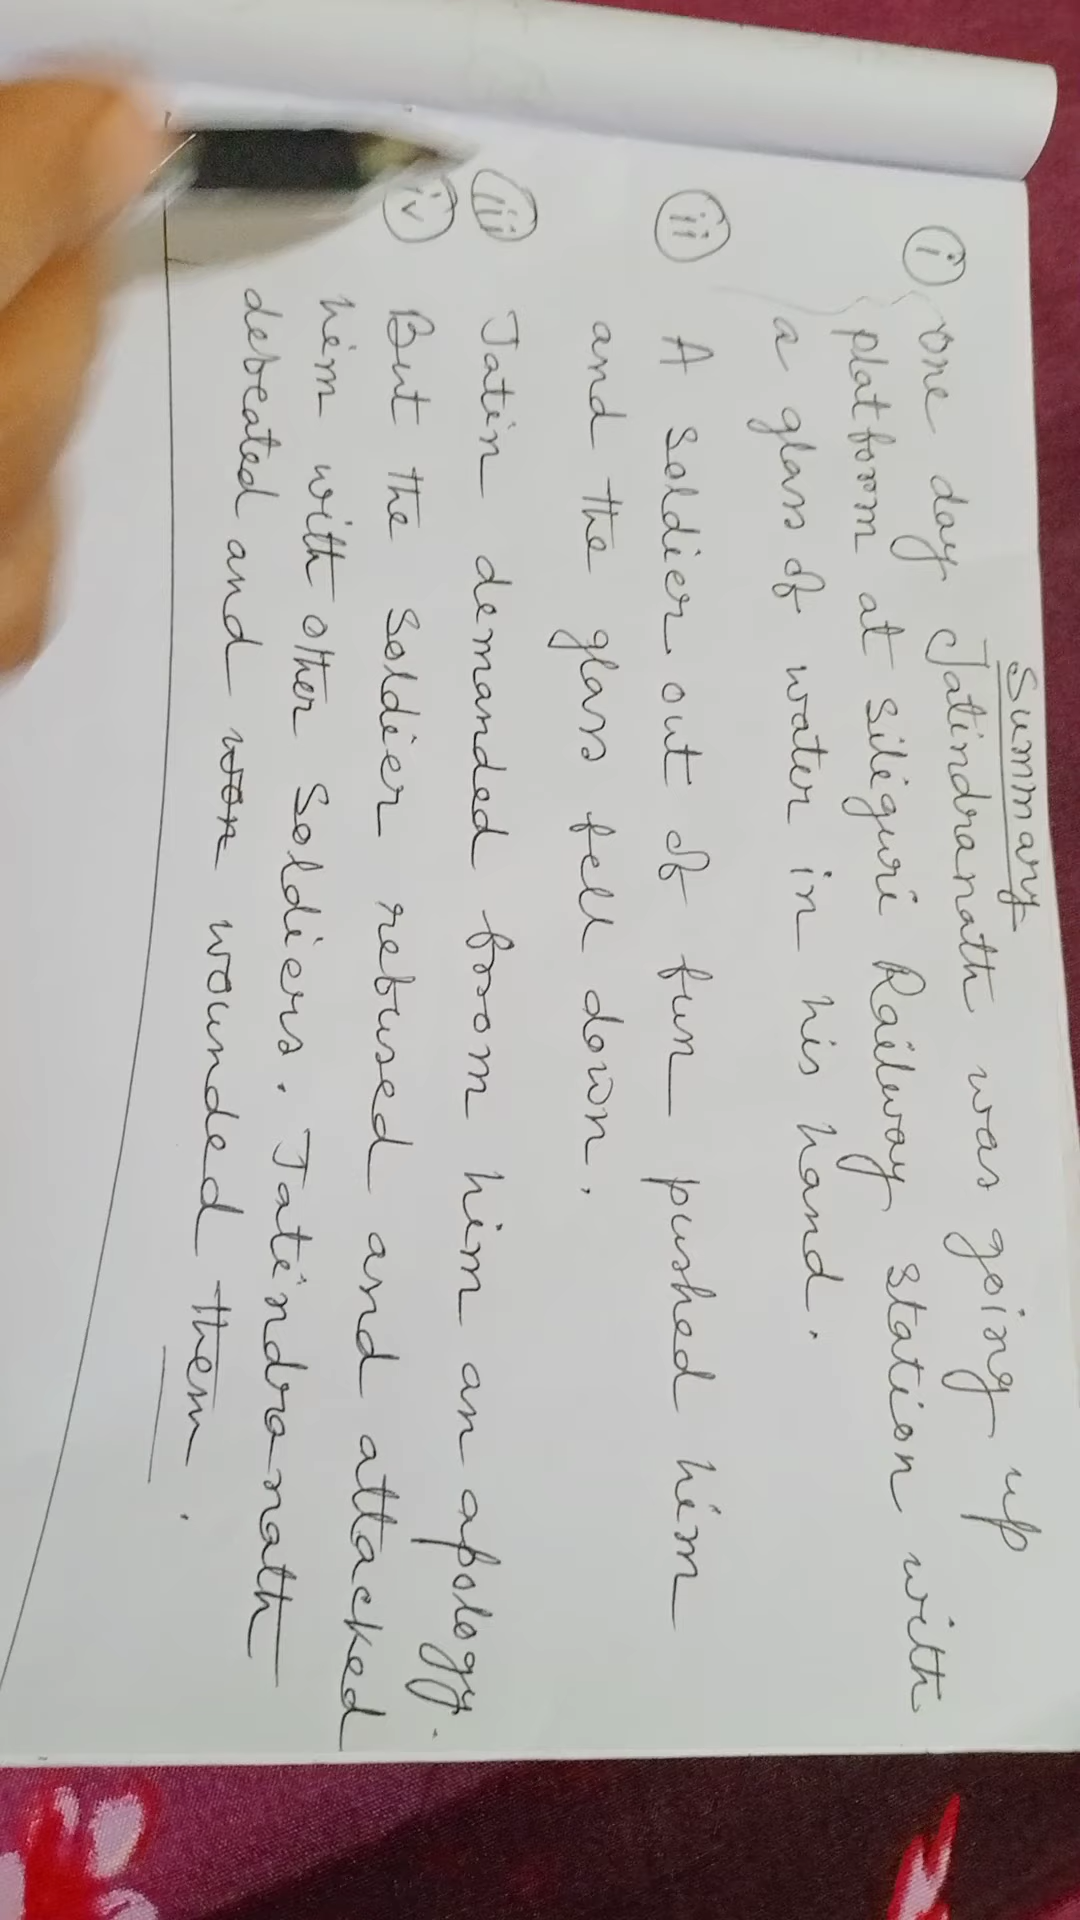 Summary
(i) One day Jatindranath was going up
platform at Siliguri Railway station with
a glass of water in his hand.
(ii) A soldier out of fun pushed him
and the glass fell down.
(iii) Jatin demanded from him an apology.
(iv) But the soldier refused and attacked
him with other soldiers. Jatindranath
defeated and won wounded them.